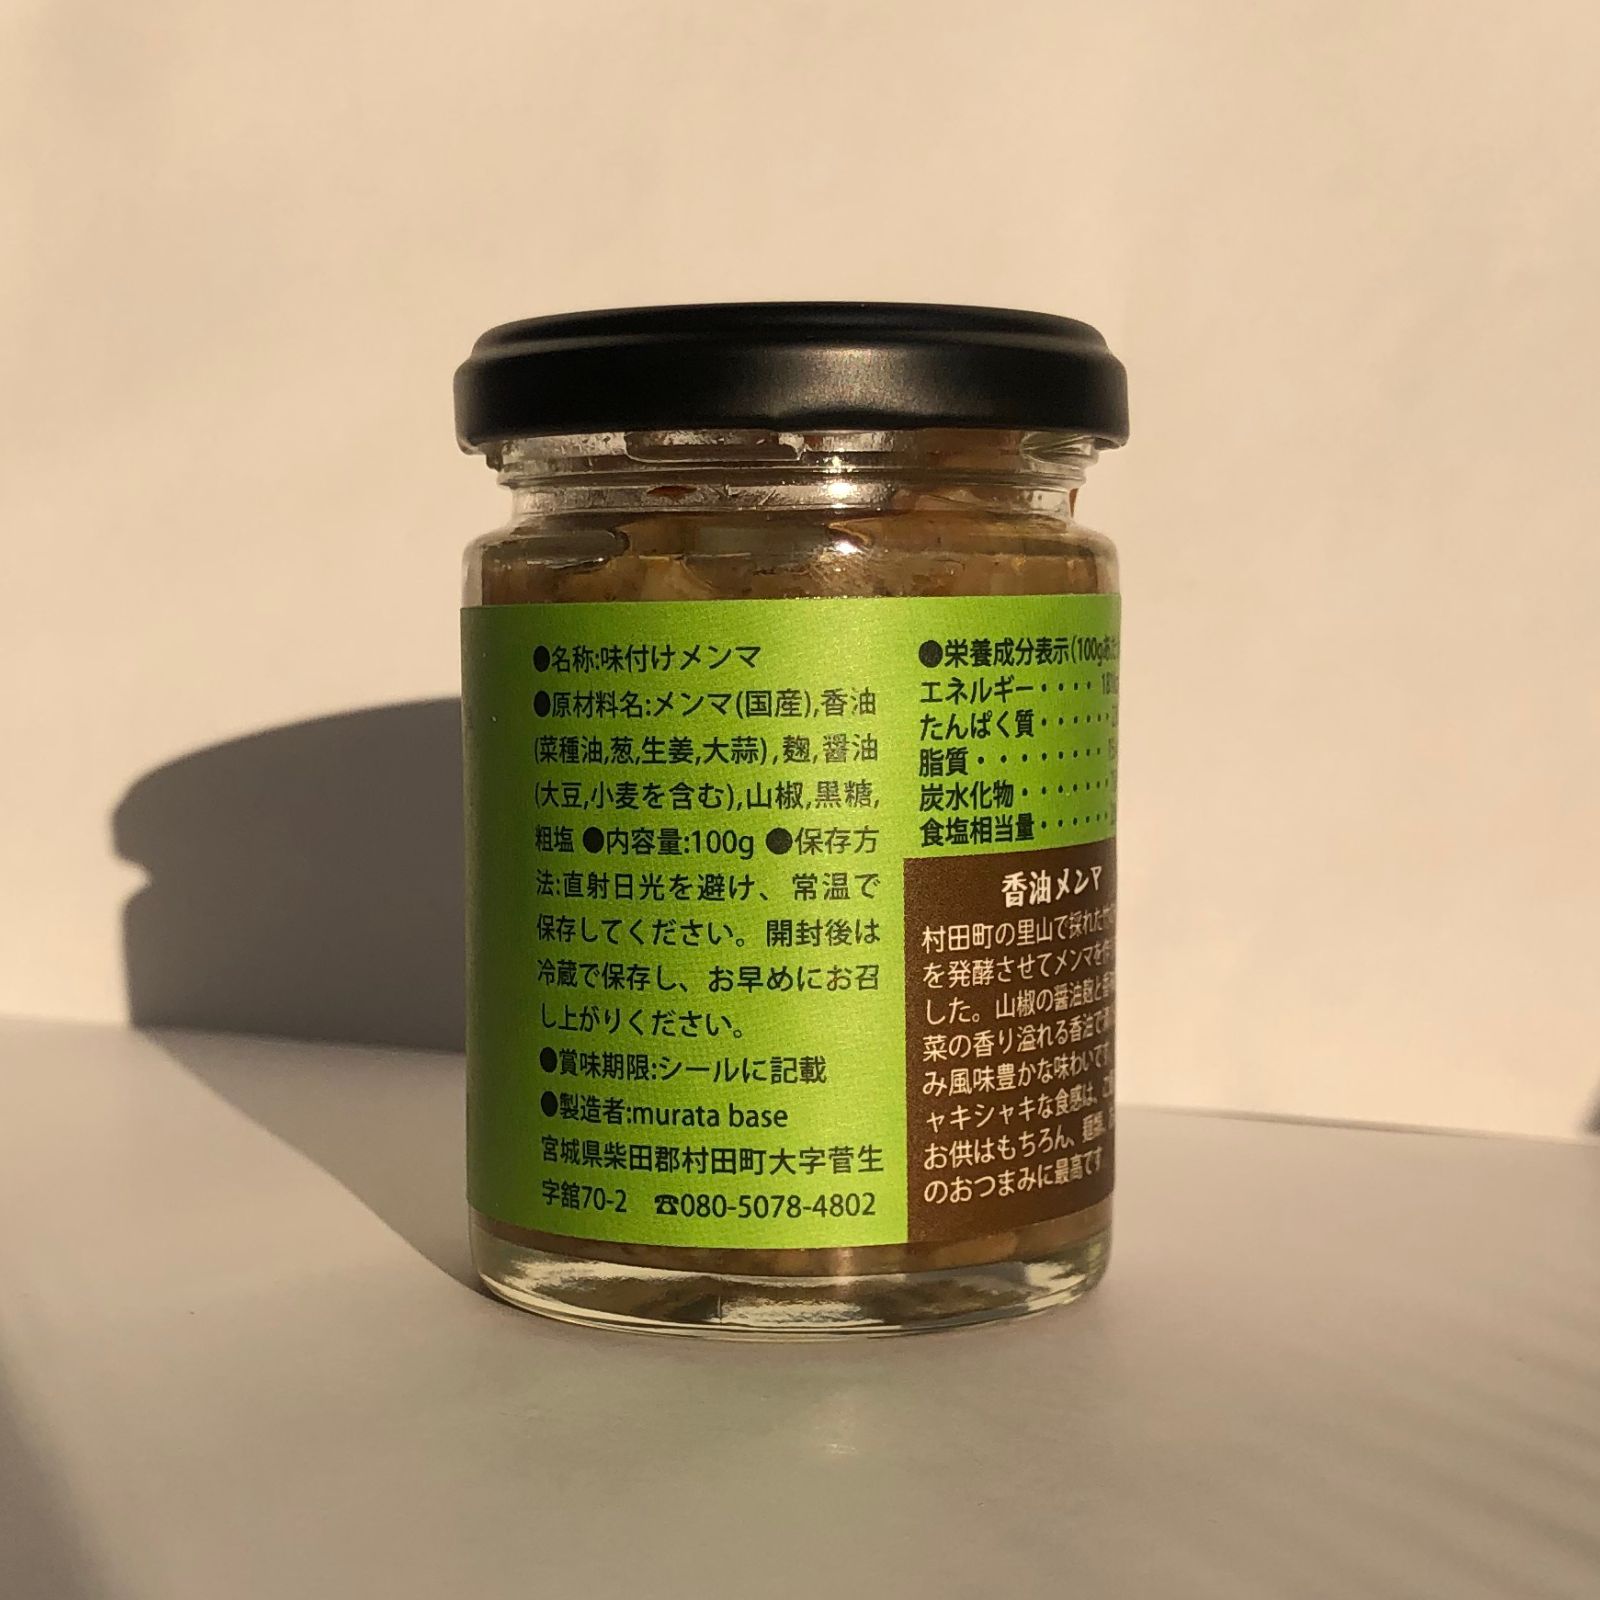 ●名称:味付けメンマ
●原材料名:メンマ(国産),香油
(菜種油,葱,生姜,大蒜),麹,醤油
(大豆,小麦を含む),山椒,黒糖,
粗塩 ●内容量:100g ●保存方
法:直射日光を避け、常温で
保存してください。開封後は
冷蔵で保存し、お早めにお召
し上がりください。
●賞味期限:シールに記載
●製造者:murata base
宮城県柴田郡村田町大字菅生
字舘70-2 ☎080-5078-4802
●栄養成分表示(100g
エネルギー・・・・
たんぱく質・・・・・・
脂質・・・・・・・・
炭水化物・・・・・・
食塩相当量・・・・・
香油メンマ
村田町の里山で採れた
を発酵させてメンマを
した。山椒の醤油麹と
菜の香り溢れる香油で
み風味豊かな味わいです
ャキシャキな食感は、
お供はもちろん、麺類、
のおつまみに最高です